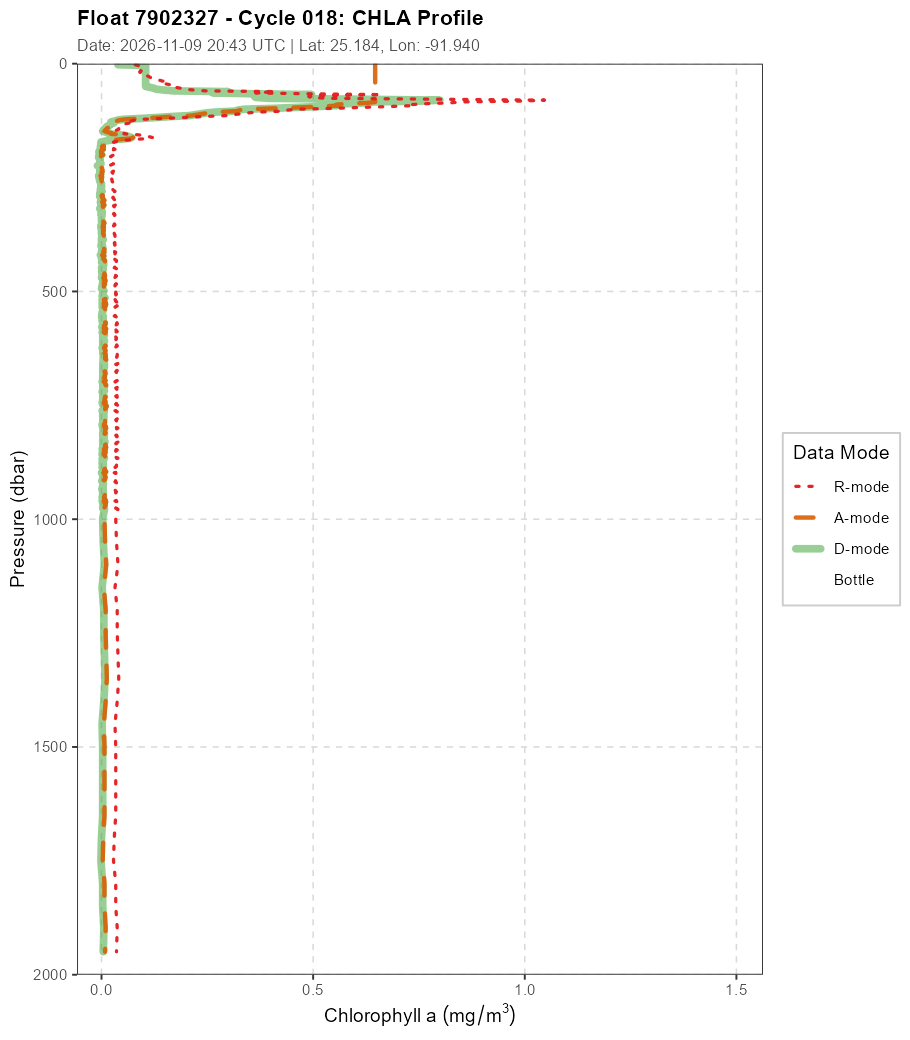 Float 7902327 - Cycle 018: CHLA Profile
Date: 2026-11-09 20:43 UTC | Lat: 25.184, Lon: -91.940
0
500
1000
1500
2000
Pressure (dbar)
0.0 0.5 1.0 1.5
Chlorophyll a (mg/m³)
Data Mode
R-mode
A-mode
D-mode
Bottle